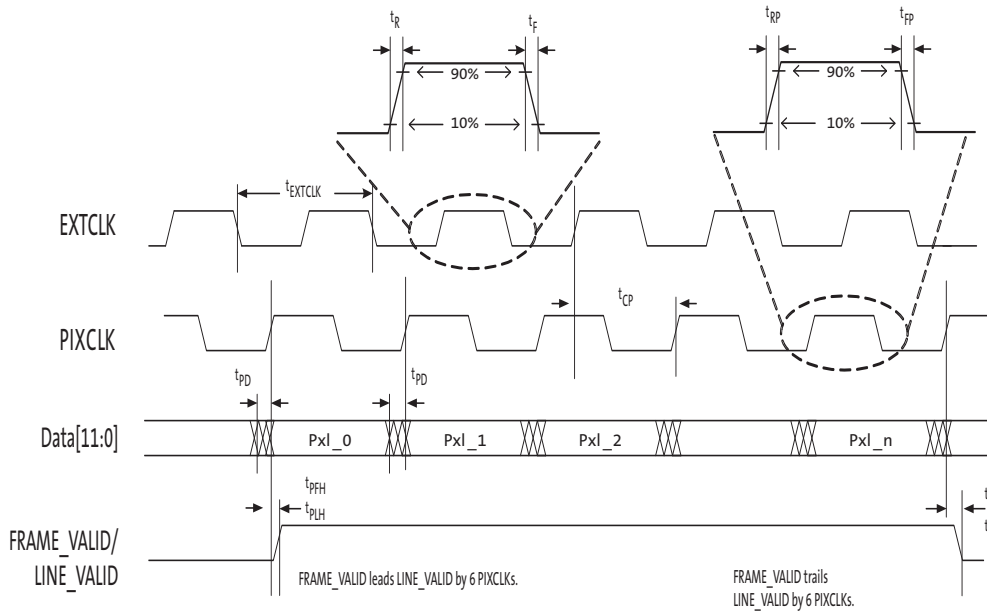 tR
tF
tRP
tFP
90%
90%
10%
10%
tEXTCLK
EXTCLK
tCP
PIXCLK
tPD
tPD
Data[11:0]
Pxl_0
Pxl_1
Pxl_2
Pxl_n
tPFH
tPLH
t
t
FRAME_VALID/
LINE_VALID
FRAME_VALID leads LINE_VALID by 6 PIXCLKs.
FRAME_VALID trails
LINE_VALID by 6 PIXCLKs.